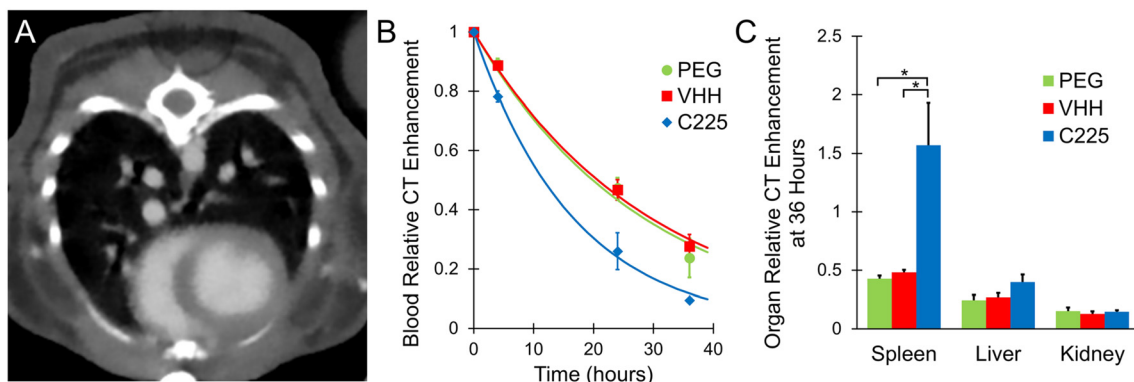 A
B
Blood Relative CT Enhancement
1
0.8
0.6
0.4
0.2
0
0
10
20
30
40
Time (hours)
PEG
VHH
C225
C
Organ Relative CT Enhancement
at 36 Hours
2.5
2
1.5
1
0.5
0
*
*
PEG
VHH
C225
Spleen
Liver
Kidney